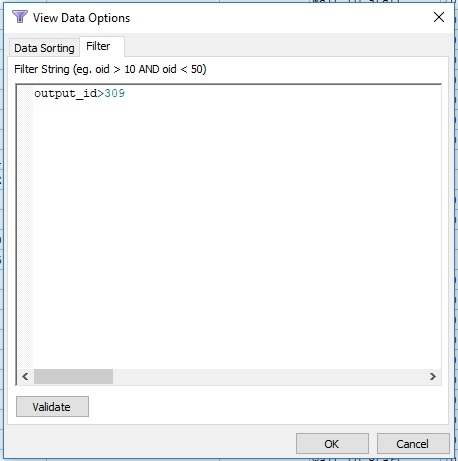 View Data Options
Data Sorting
Filter
Filter String (eg. oid > 10 AND oid < 50)
output_id>309
Validate
OK
Cancel